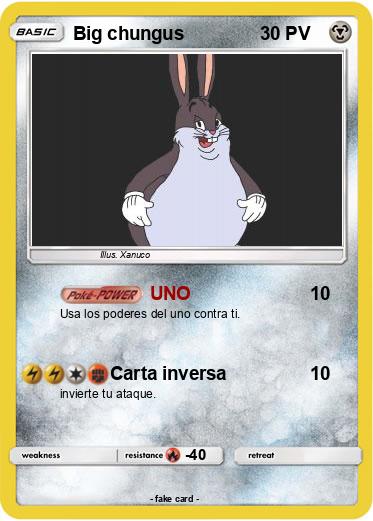 BASIC Big chungus 30 PV
Illus. Xanuco
Poké-POWER UNO 10
Usa los poderes del uno contra ti.
Carta inversa 10
invierte tu ataque.
weakness resistance -40 retreat
- fake card -